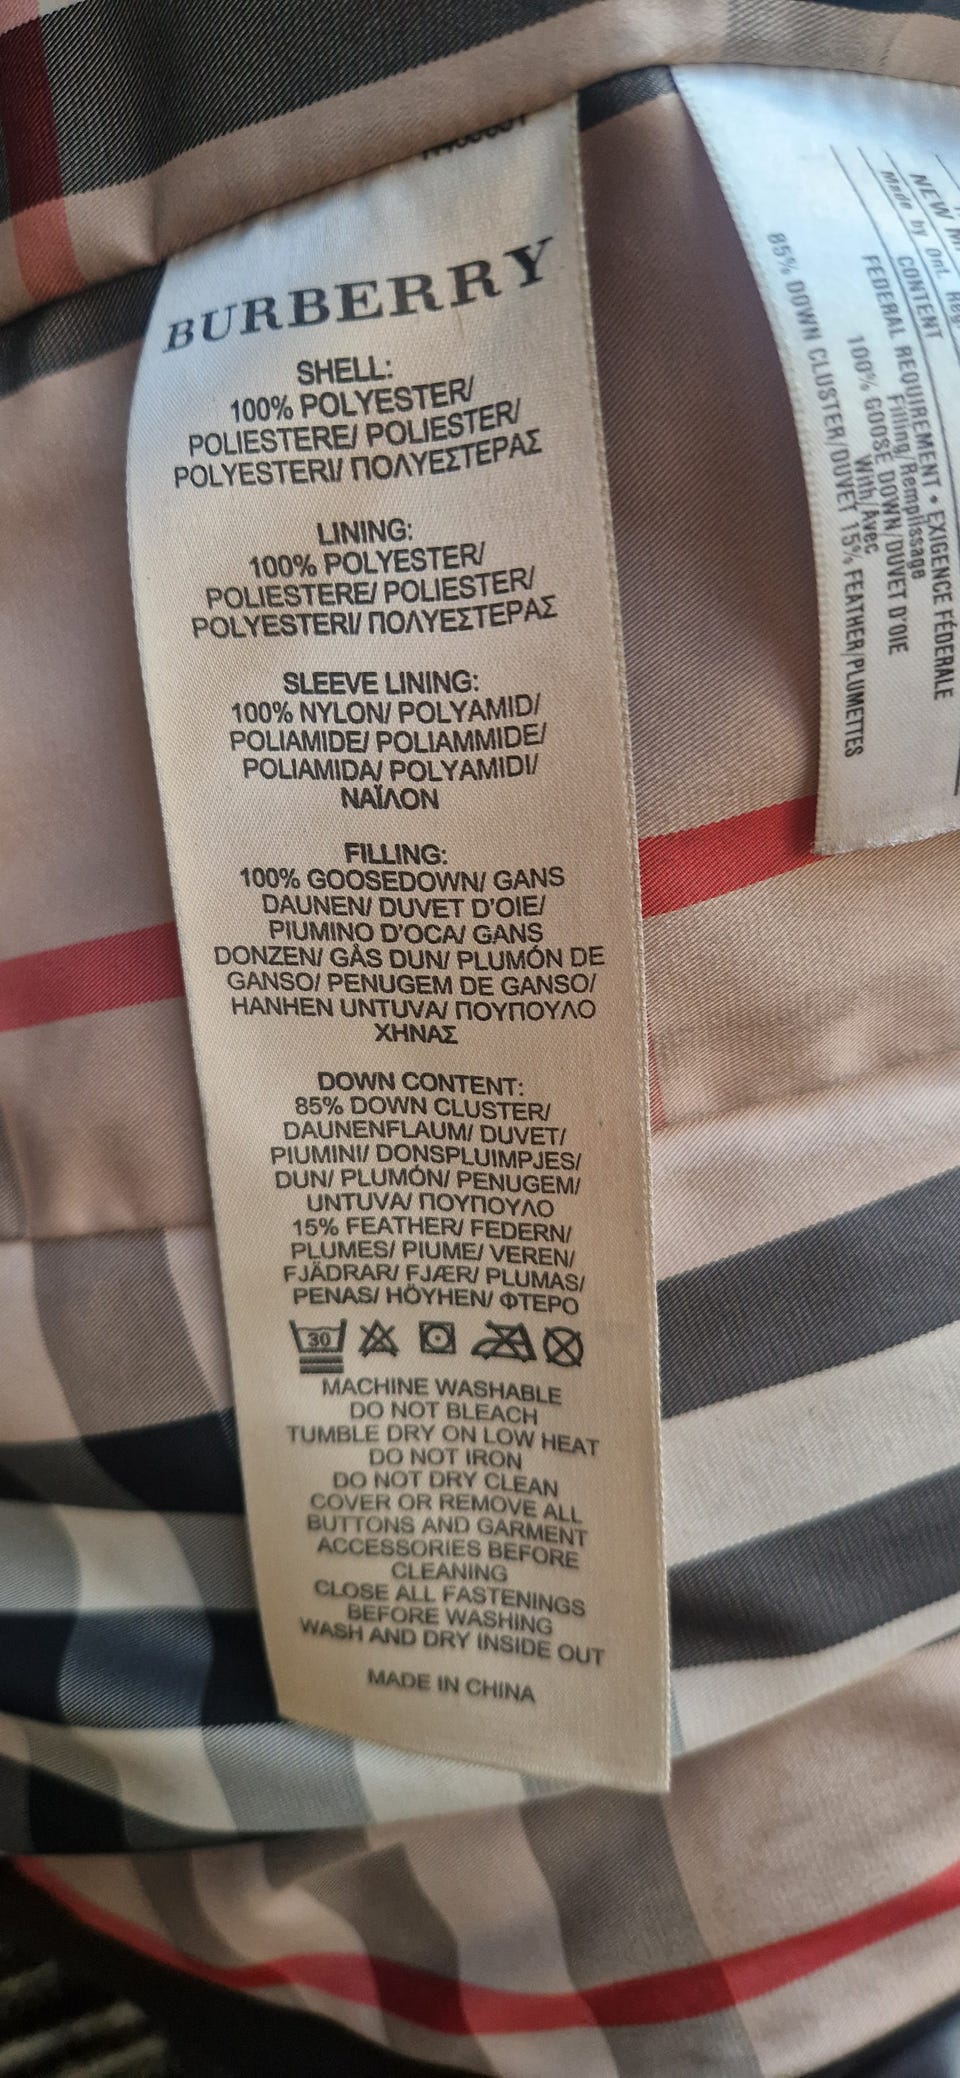 BURBERRY
SHELL:
100% POLYESTER/
POLIESTERE/ POLIESTER/
POLYESTERI/ ΠΟΛΥΕΣΤΕΡΑΣ
LINING:
100% POLYESTER/
POLIESTERE/ POLIESTER/
POLYESTERI/ ΠΟΛΥΕΣΤΕΡΑΣ
SLEEVE LINING:
100% NYLON/ POLYAMID/
POLIAMIDE/ POLIAMMIDE/
POLIAMIDA/ POLYAMIDI/
ΝΑΪΛΟΝ
FILLING:
100% GOOSEDOWN/ GANS
DAUNEN/ DUVET D'OIE/
PIUMINO D'OCA/ GANS
DONZEN/ GÅS DUN/ PLUMÓN DE
GANSO/ PENUGEM DE GANSO/
HANHEN UNTUVA/ ΠΟΥΠΟΥΛΟ
ΧΗΝΑΣ
DOWN CONTENT:
85% DOWN CLUSTER/
DAUNENFLAUM/ DUVET/
PIUMINI/ DONSPLUIMPJES/
DUN/ PLUMÓN/ PENUGEM/
UNTUVA/ ΠΟΥΠΟΥΛΟ
15% FEATHER/ FEDERN/
PLUMES/ PIUME/ VEREN/
FJÄDRAR/ FJÆR/ PLUMAS/
PENAS/ HÖYHEN/ ΦΤΕΡΟ
30
MACHINE WASHABLE
DO NOT BLEACH
TUMBLE DRY ON LOW HEAT
DO NOT IRON
DO NOT DRY CLEAN
COVER OR REMOVE ALL
BUTTONS AND GARMENT
ACCESSORIES BEFORE
CLEANING
CLOSE ALL FASTENINGS
BEFORE WASHING
WASH AND DRY INSIDE OUT
MADE IN CHINA
NEW
Made by Ont. Reg.
CONTENT
FEDERAL REQUIREMENT • EXIGENCE FÉDERALE
Filling/Remplissage
100% GOOSE DOWN/DUVET D'OIE
With/Avec
85% DOWN CLUSTER/DUVET 15% FEATHER/PLUMETTES